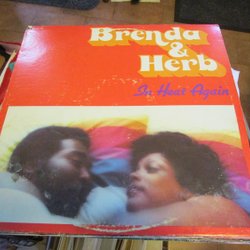 Brenda
&
Herb
In Heat Again